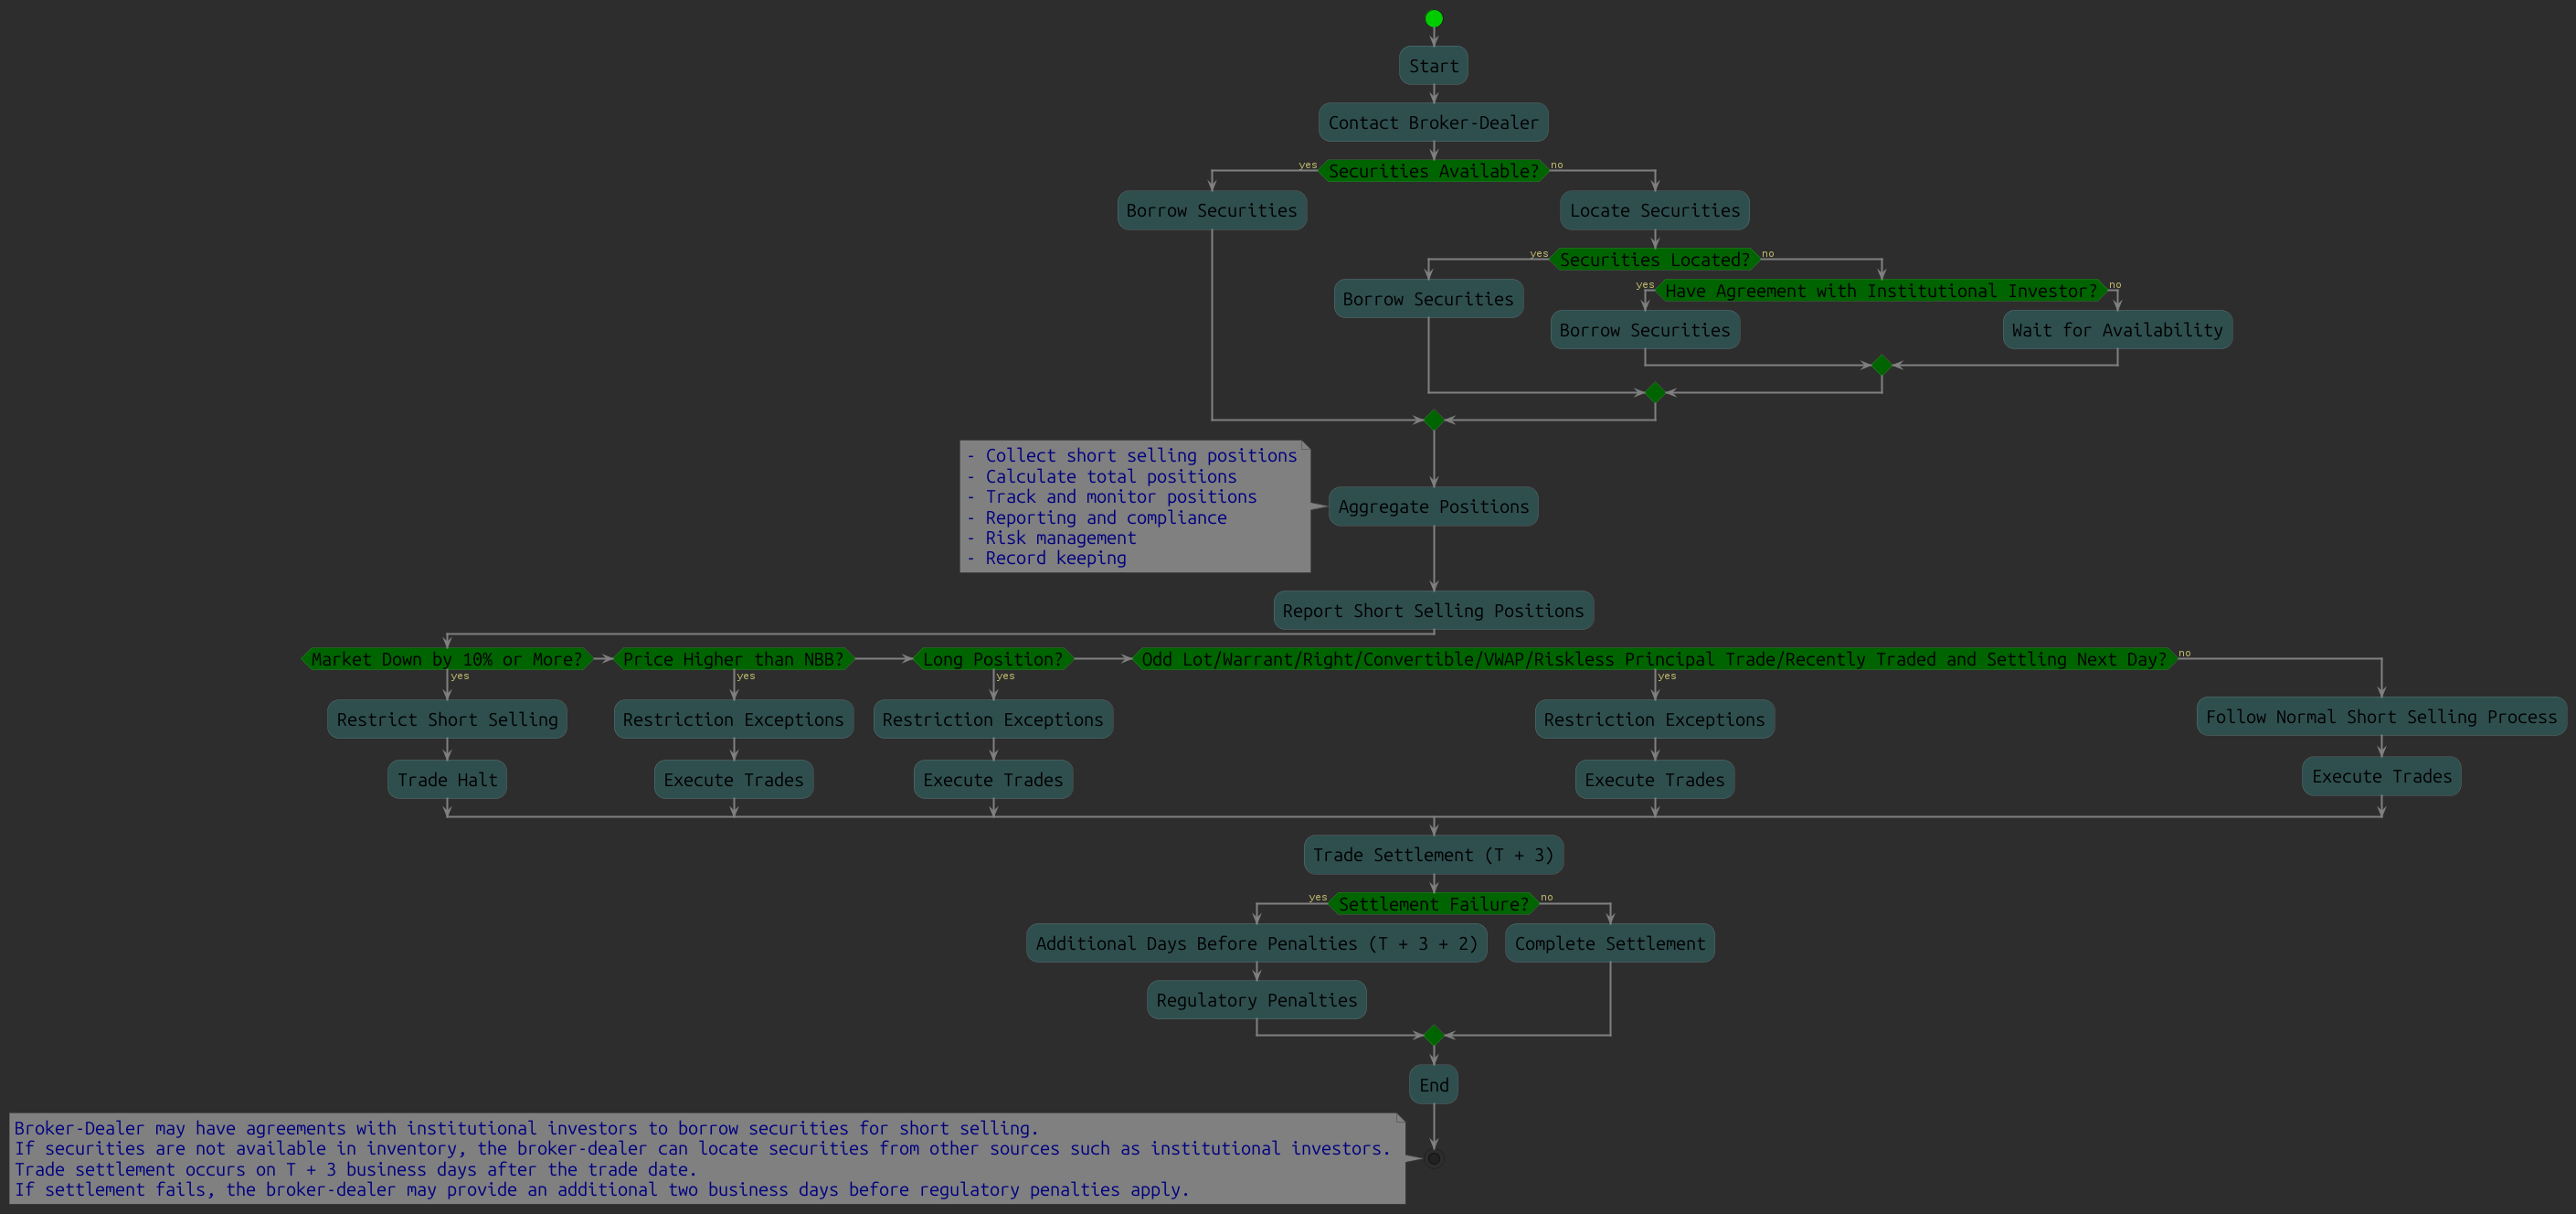 Start
Contact Broker-Dealer
yes
Securities Available?
no
Borrow Securities
Locate Securities
yes
Securities Located?
no
Borrow Securities
yes
Have Agreement with Institutional Investor?
no
Borrow Securities
Wait for Availability
- Collect short selling positions
- Calculate total positions
- Track and monitor positions
- Reporting and compliance
- Risk management
- Record keeping
Aggregate Positions
Report Short Selling Positions
Market Down by 10% or More?
yes
Price Higher than NBB?
yes
Long Position?
yes
Odd Lot/Warrant/Right/Convertible/VWAP/Riskless Principal Trade/Recently Traded and Settling Next Day?
yes
no
Restrict Short Selling
Restriction Exceptions
Restriction Exceptions
Restriction Exceptions
Follow Normal Short Selling Process
Trade Halt
Execute Trades
Execute Trades
Execute Trades
Execute Trades
Trade Settlement (T + 3)
yes
Settlement Failure?
no
Additional Days Before Penalties (T + 3 + 2)
Complete Settlement
Regulatory Penalties
End
Broker-Dealer may have agreements with institutional investors to borrow securities for short selling.
If securities are not available in inventory, the broker-dealer can locate securities from other sources such as institutional investors.
Trade settlement occurs on T + 3 business days after the trade date.
If settlement fails, the broker-dealer may provide an additional two business days before regulatory penalties apply.